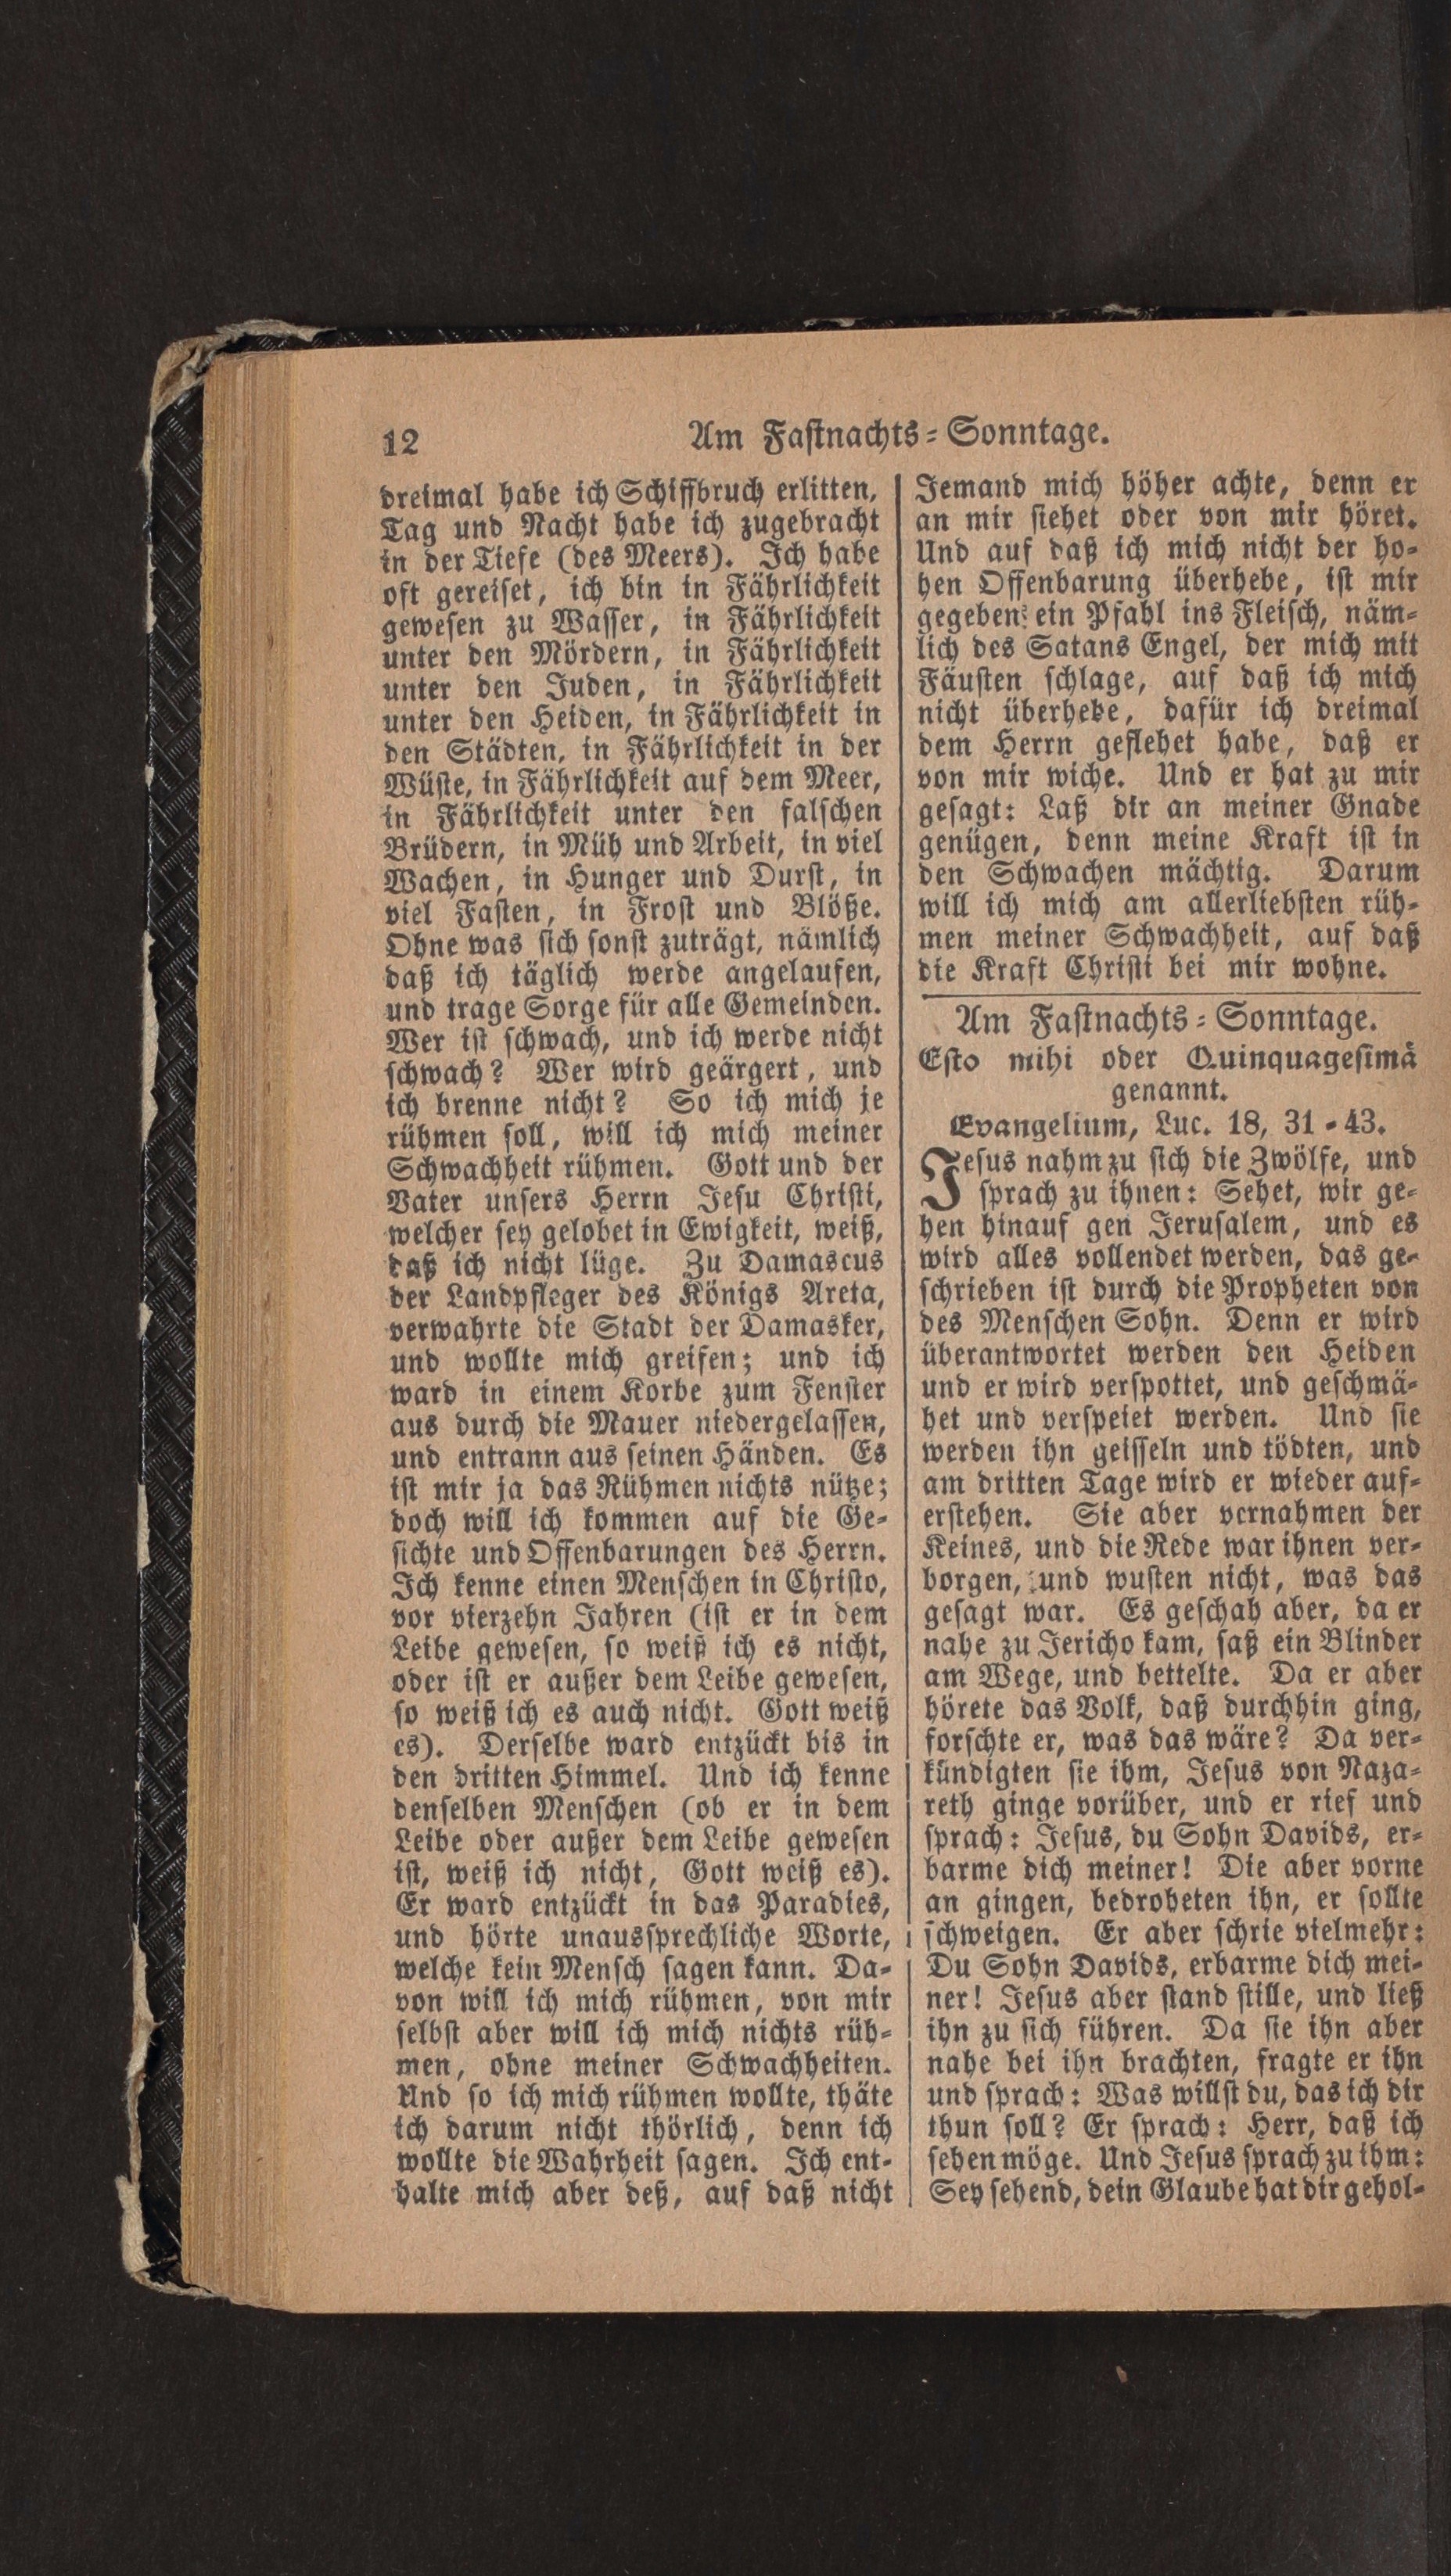 12
Am Fastnachts-Sonntage.
dreimal habe ich Schiffbruch erlitten,
Tag und Nacht habe ich zugebracht
in der Tiefe (des Meers). Ich habe
oft gereiset, ich bin in Fährlichkeit
gewesen zu Wasser, in Fährlichkeit
unter den Mördern, in Fährlichkeit
unter den Juden, in Fährlichkeit
unter den Heiden, in Fährlichkeit in
den Städten, in Fährlichkeit in der
Wüste, in Fährlichkeit auf dem Meer,
in Fährlichkeit unter den falschen
Brüdern, in Müh und Arbeit, in viel
Wachen, in Hunger und Durst, in
viel Fasten, in Frost und Blöße.
Ohne was sich sonst zuträgt, nämlich
daß ich täglich werde angelaufen,
und trage Sorge für alle Gemeinden.
Wer ist schwach, und ich werde nicht
schwach? Wer wird geärgert, und
ich brenne nicht? So ich mich je
rühmen soll, will ich mich meiner
Schwachheit rühmen. Gott und der
Vater unsers Herrn Jesu Christi,
welcher sey gelobet in Ewigkeit, weiß,
daß ich nicht lüge. Zu Damascus
der Landpfleger des Königs Areta,
verwahrte die Stadt der Damasker,
und wollte mich greifen; und ich
ward in einem Korbe zum Fenster
aus durch die Mauer niedergelassen,
und entrann aus seinen Händen. Es
ist mir ja das Rühmen nichts nütze;
doch will ich kommen auf die Ge-
sichte und Offenbarungen des Herrn.
Ich kenne einen Menschen in Christo,
vor vierzehn Jahren (ist er in dem
Leibe gewesen, so weiß ich es nicht,
oder ist er außer dem Leibe gewesen,
so weiß ich es auch nicht. Gott weiß
es). Derselbe ward entzückt bis in
den dritten Himmel. Und ich kenne
denselben Menschen (ob er in dem
Leibe oder außer dem Leibe gewesen
ist, weiß ich nicht, Gott weiß es).
Er ward entzückt in das Paradies,
und hörte unaussprechliche Worte,
welche kein Mensch sagen kann. Da-
von will ich mich rühmen, von mir
selbst aber will ich mich nichts rüh-
men, ohne meiner Schwachheiten.
Und so ich mich rühmen wollte, thäte
ich darum nicht thörlich, denn ich
wollte die Wahrheit sagen. Ich ent-
halte mich aber deß, auf daß nicht
Jemand mich höher achte, denn er
an mir siehet oder von mir höret.
Und auf daß ich mich nicht der ho-
hen Offenbarung überhebe, ist mir
gegeben ein Pfahl ins Fleisch, näm-
lich des Satans Engel, der mich mit
Fäusten schlage, auf daß ich mich
nicht überhebe, dafür ich dreimal
dem Herrn geflehet habe, daß er
von mir wiche. Und er hat zu mir
gesagt: Laß dir an meiner Gnade
genügen, denn meine Kraft ist in
den Schwachen mächtig. Darum
will ich mich am allerliebsten rüh-
men meiner Schwachheit, auf daß
die Kraft Christi bei mir wohne.
Am Fastnachts-Sonntage.
Esto mihi oder Quinquagesimä
genannt.
Evangelium, Luc. 18, 31-43.
Jesus nahm zu sich die Zwölfe, und
sprach zu ihnen: Sehet, wir ge-
hen hinauf gen Jerusalem, und es
wird alles vollendet werden, das ge-
schrieben ist durch die Propheten von
des Menschen Sohn. Denn er wird
überantwortet werden den Heiden
und er wird verspottet, und geschmä-
het und verspeiet werden. Und sie
werden ihn geisseln und tödten, und
am dritten Tage wird er wieder auf-
erstehen. Sie aber vernahmen der
Keines, und die Rede war ihnen ver-
borgen, und wusten nicht, was das
gesagt war. Es geschah aber, da er
nahe zu Jericho kam, saß ein Blinder
am Wege, und bettelte. Da er aber
hörete das Volk, daß durchhin ging,
forschte er, was das wäre? Da ver-
kündigten sie ihm, Jesus von Naza-
reth ginge vorüber, und er rief und
sprach: Jesus, du Sohn Davids, er-
barme dich meiner! Die aber vorne
an gingen, bedroheten ihn, er sollte
schweigen. Er aber schrie vielmehr:
Du Sohn Davids, erbarme dich mei-
ner! Jesus aber stand stille, und ließ
ihn zu sich führen. Da sie ihn aber
nahe bei ihn brachten, fragte er ihn
und sprach: Was willst du, das ich dir
thun soll? Er sprach: Herr, daß ich
sehen möge. Und Jesus sprach zu ihm:
Sey sehend, dein Glaube hat dir gehol-